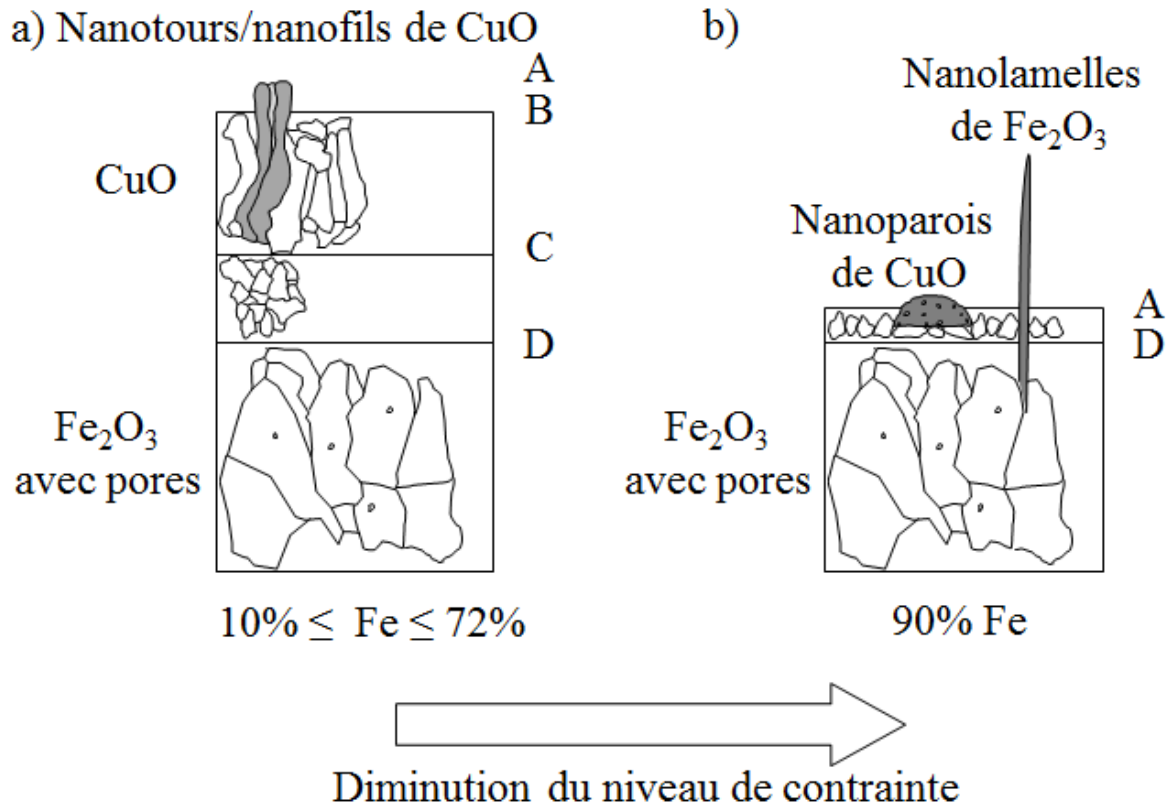 a) Nanotours/nanofils de CuO
A
B
CuO
C
D
Fe₂O₃
avec pores
10% ≤ Fe ≤ 72%
b)
Nanolamelles
de Fe₂O₃
Nanoparois
de CuO
A
D
Fe₂O₃
avec pores
90% Fe
Diminution du niveau de contrainte